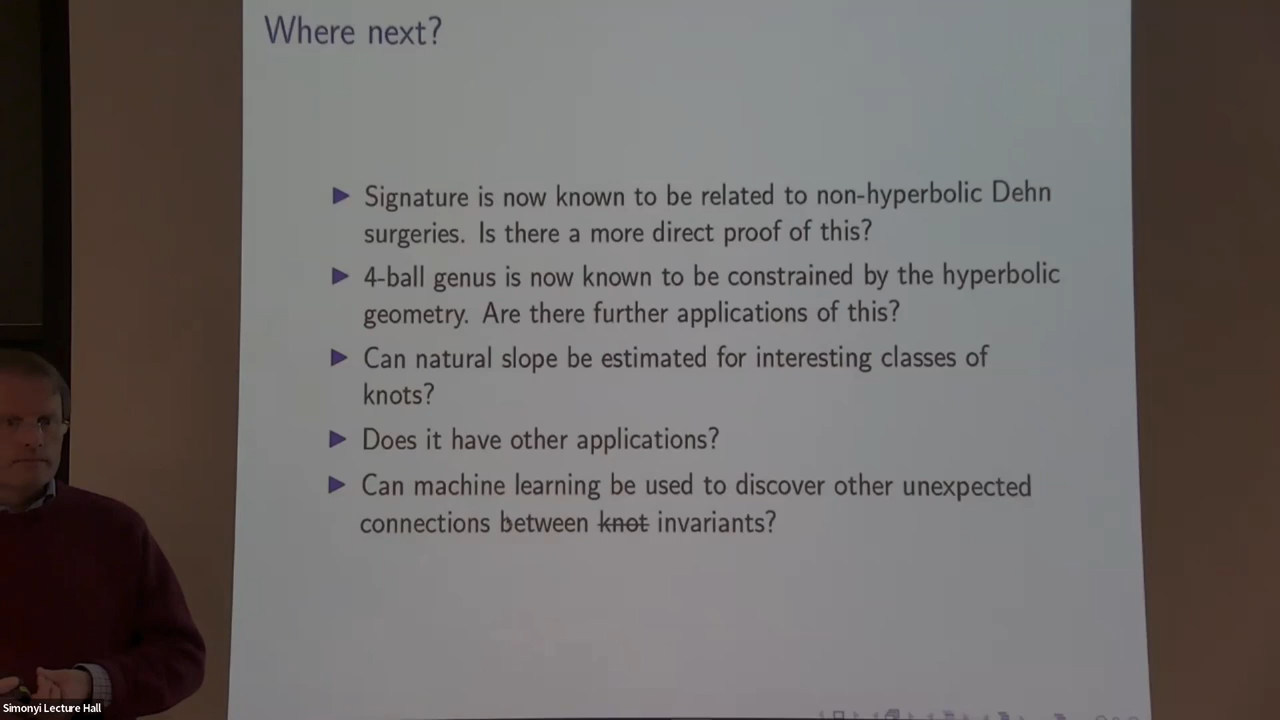 Where next?
▶ Signature is now known to be related to non-hyperbolic Dehn
surgeries. Is there a more direct proof of this?
▶ 4-ball genus is now known to be constrained by the hyperbolic
geometry. Are there further applications of this?
▶ Can natural slope be estimated for interesting classes of
knots?
▶ Does it have other applications?
▶ Can machine learning be used to discover other unexpected
connections between knot invariants?
Simonyi Lecture Hall